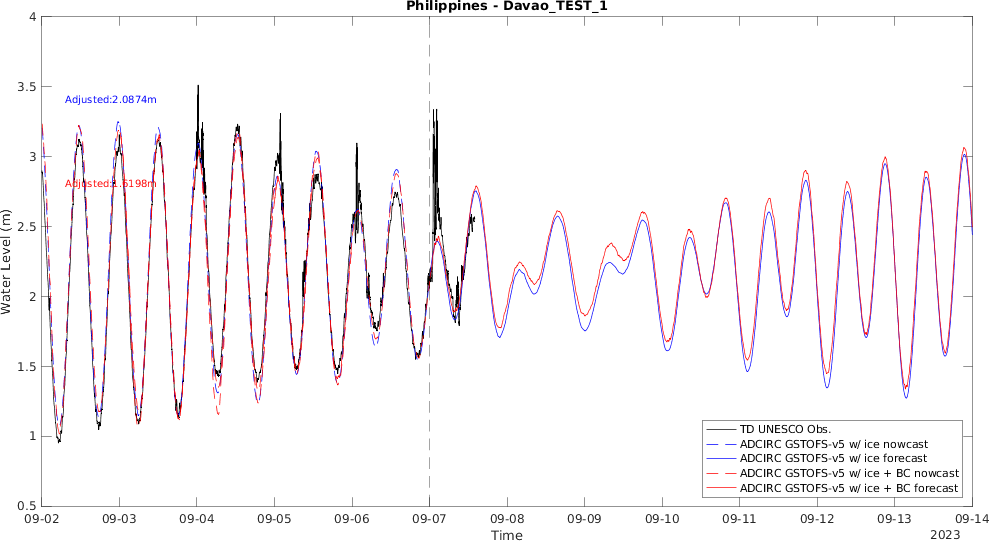 Philippines - Davao_TEST_1
4
3.5
3
2.5
2
1.5
1
0.5
Water Level (m)
Adjusted:2.0874m
TD UNESCO Obs.
ADCIRC GSTOFS-v5 w/ ice nowcast
ADCIRC GSTOFS-v5 w/ ice forecast
ADCIRC GSTOFS-v5 w/ ice + BC nowcast
ADCIRC GSTOFS-v5 w/ ice + BC forecast
09-02 09-03 09-04 09-05 09-06 09-07 09-08 09-09 09-10 09-11 09-12 09-13 09-14
Time
2023